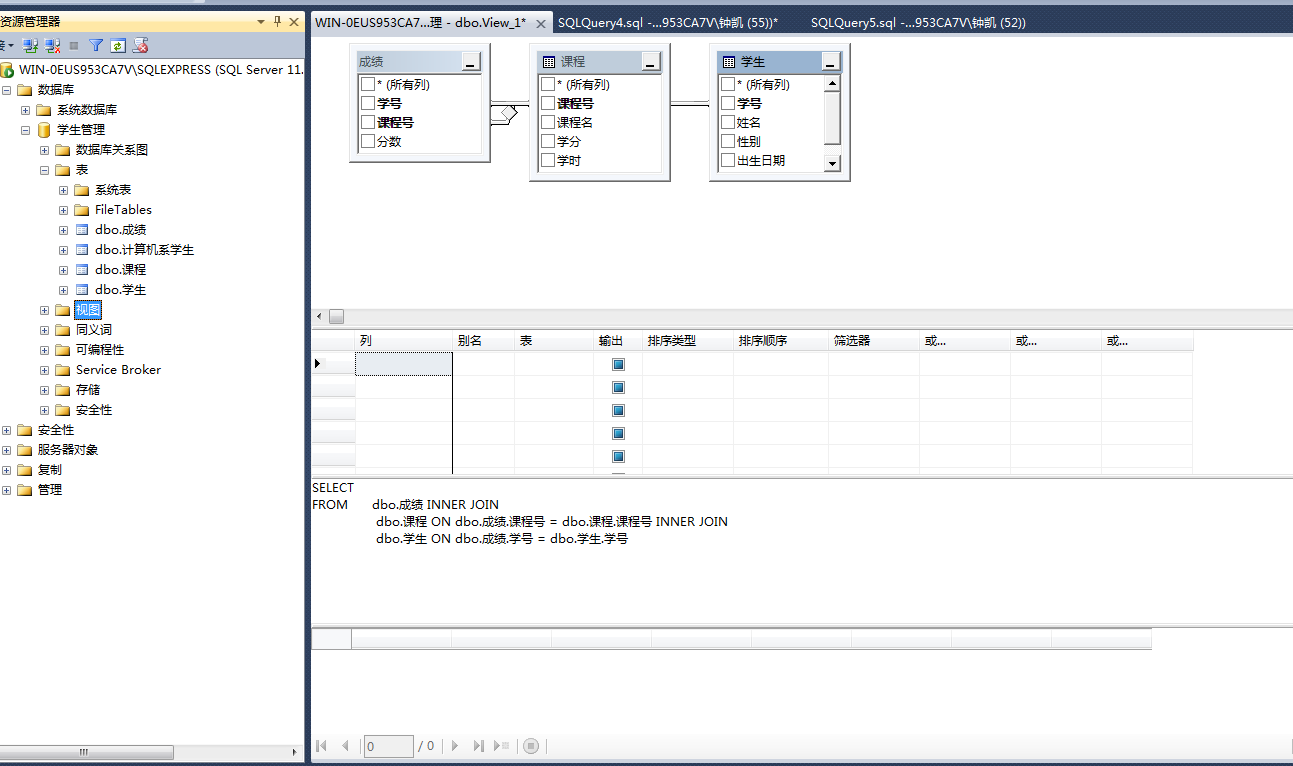 资源管理器
WIN-0EUS953CA7...理 - dbo.View_1*
SQLQuery4.sql -...953CA7V\钟凯 (55))*
SQLQuery5.sql -...953CA7V\钟凯 (52))
接
WIN-0EUS953CA7V\SQLEXPRESS (SQL Server 11.
数据库
系统数据库
学生管理
数据库关系图
表
系统表
FileTables
dbo.成绩
dbo.计算机系学生
dbo.课程
dbo.学生
视图
同义词
可编程性
Service Broker
存储
安全性
安全性
服务器对象
复制
管理
成绩
* (所有列)
学号
课程号
分数
课程
* (所有列)
课程号
课程名
学分
学时
学生
* (所有列)
学号
姓名
性别
出生日期
列 别名 表 输出 排序类型 排序顺序 筛选器 或... 或... 或...
SELECT
FROM dbo.成绩 INNER JOIN
dbo.课程 ON dbo.成绩.课程号 = dbo.课程.课程号 INNER JOIN
dbo.学生 ON dbo.成绩.学号 = dbo.学生.学号
0 / 0